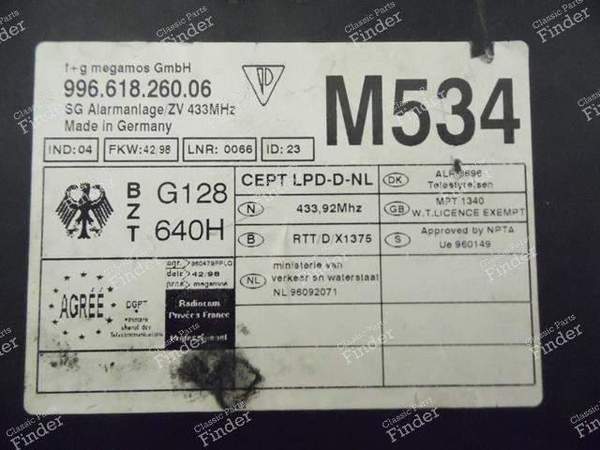 f+g megamos GmbH
996.618.260.06
SG Alarmanlage/ZV 433MHz
Made in Germany
M534
IND: 04
FKW: 42/98
LNR: 0066
ID: 23
BZT
G128
640H
CEPT LPD-D-NL
DK
Telestyrelsen
N
433,92Mhz
GB
MPT 1340
W.T.LICENCE EXEMPT
B
RTT/D/X1375
S
Approved by NPTA
Ue 960149
NL
ministerie van
verkeer en waterstaat
NL 96092071
AGRÉÉ
DGPT
Radiocom
Privées France
Professionnel
Classic Parts
Finder